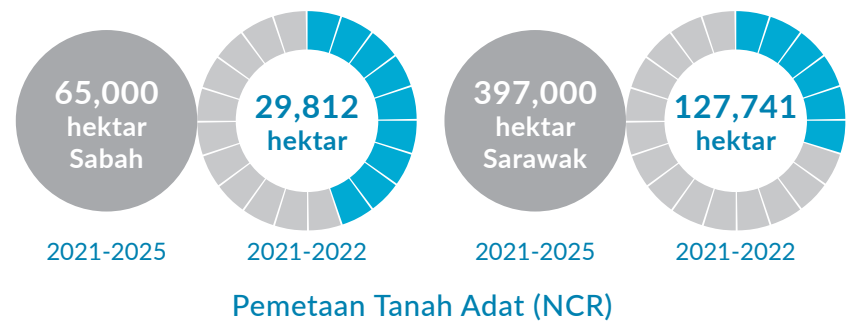 65,000
hektar
Sabah
29,812
hektar
397,000
hektar
Sarawak
127,741
hektar
2021-2025
2021-2022
2021-2025
2021-2022
Pemetaan Tanah Adat (NCR)